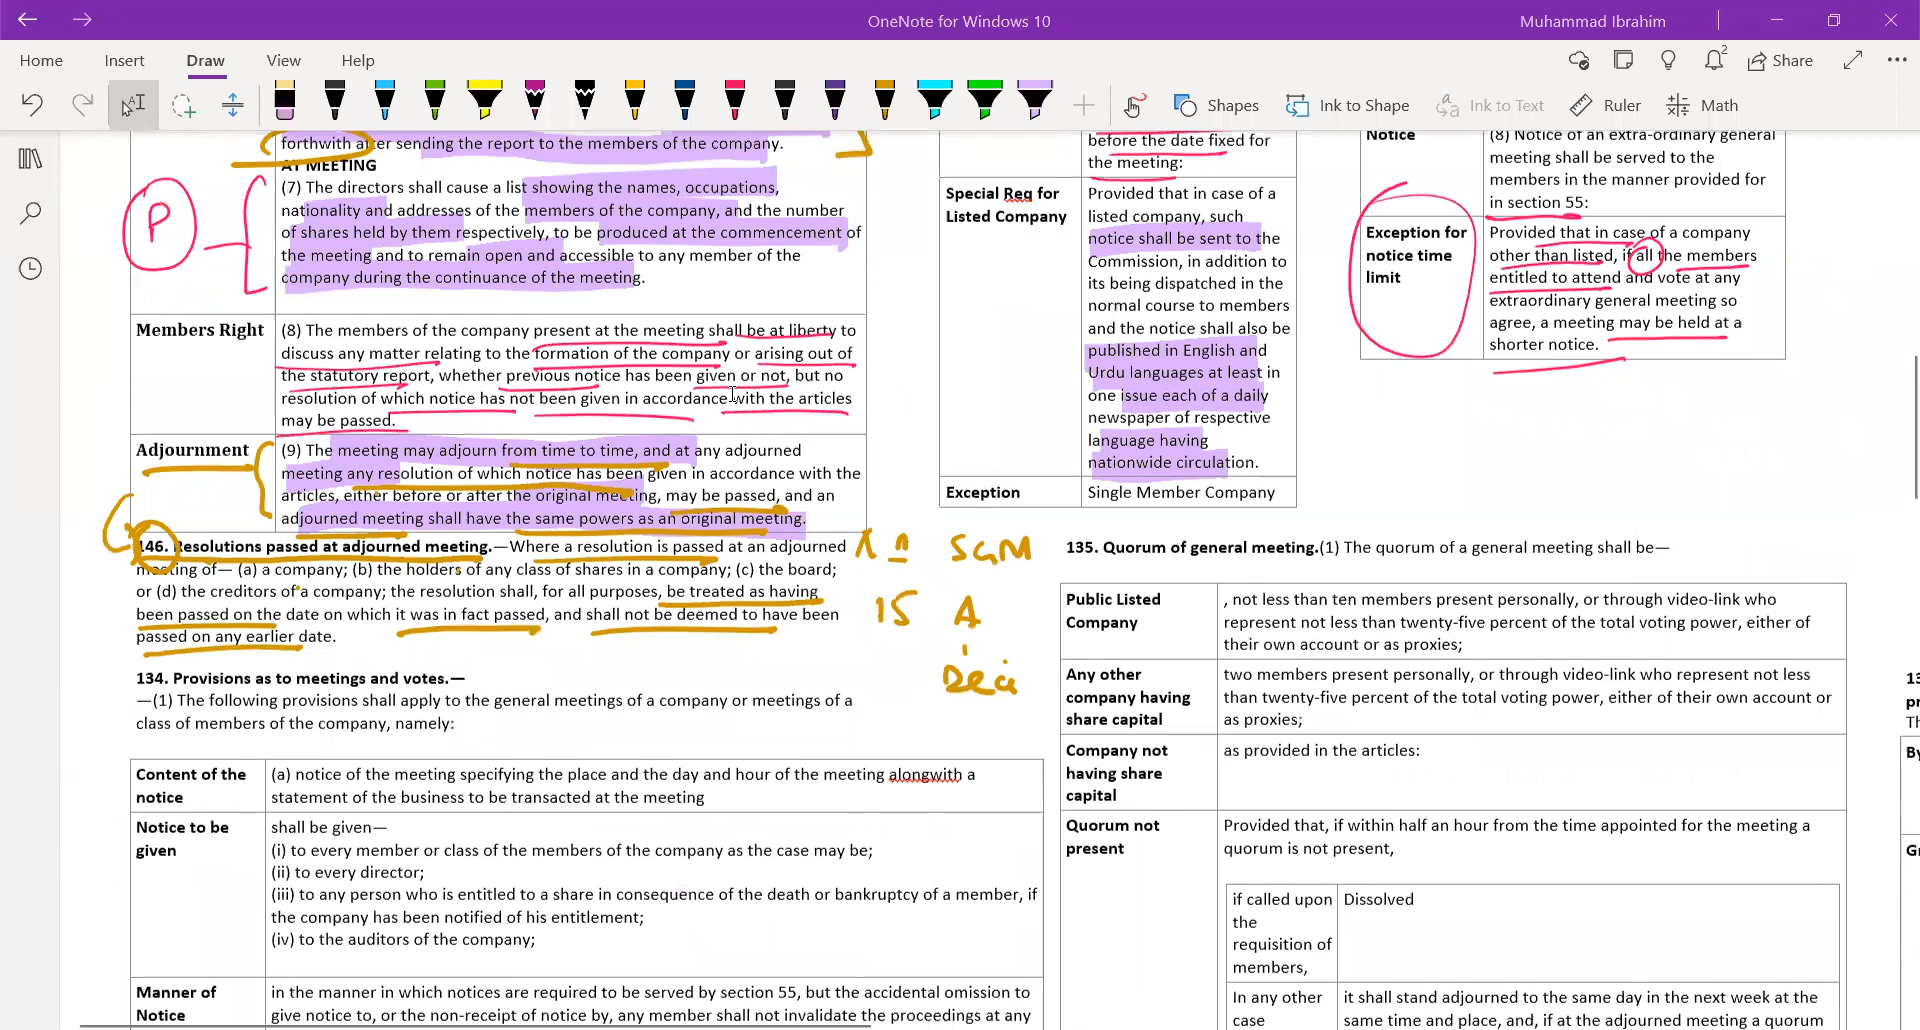 OneNote for Windows 10
Muhammad Ibrahim
Home
Insert
Draw
View
Help
2
Share
Shapes
Ink to Shape
Ink to Text
Ruler
Math
forthwith after sending the report to the members of the company.
AT MEETING
(7) The directors shall cause a list showing the names, occupations,
nationality and addresses of the members of the company, and the number
of shares held by them respectively, to be produced at the commencement of
the meeting and to remain open and accessible to any member of the
company during the continuance of the meeting.
P
Members Right
(8) The members of the company present at the meeting shall be at liberty to
discuss any matter relating to the formation of the company or arising out of
the statutory report, whether previous notice has been given or not, but no
resolution of which notice has not been given in accordance with the articles
may be passed.
Adjournment
(9) The meeting may adjourn from time to time, and at any adjourned
meeting any resolution of which notice has been given in accordance with the
articles, either before or after the original meeting, may be passed, and an
adjourned meeting shall have the same powers as an original meeting.
146. Resolutions passed at adjourned meeting.—Where a resolution is passed at an adjourned
meeting of— (a) a company; (b) the holders of any class of shares in a company; (c) the board;
or (d) the creditors of a company; the resolution shall, for all purposes, be treated as having
been passed on the date on which it was in fact passed, and shall not be deemed to have been
passed on any earlier date.
SGM
15 A
134. Provisions as to meetings and votes.—
—(1) The following provisions shall apply to the general meetings of a company or meetings of a
class of members of the company, namely:
Content of the
notice
(a) notice of the meeting specifying the place and the day and hour of the meeting alongwith a
statement of the business to be transacted at the meeting
Notice to be
given
shall be given—
(i) to every member or class of the members of the company as the case may be;
(ii) to every director;
(iii) to any person who is entitled to a share in consequence of the death or bankruptcy of a member, if
the company has been notified of his entitlement;
(iv) to the auditors of the company;
Manner of
Notice
in the manner in which notices are required to be served by section 55, but the accidental omission to
give notice to, or the non-receipt of notice by, any member shall not invalidate the proceedings at any
before the date fixed for
the meeting:
Special Req for
Listed Company
Provided that in case of a
listed company, such
notice shall be sent to the
Commission, in addition to
its being dispatched in the
normal course to members
and the notice shall also be
published in English and
Urdu languages at least in
one issue each of a daily
newspaper of respective
language having
nationwide circulation.
Exception
Single Member Company
Notice
(8) Notice of an extra-ordinary general
meeting shall be served to the
members in the manner provided for
in section 55:
Exception for
notice time
limit
Provided that in case of a company
other than listed, if all the members
entitled to attend and vote at any
extraordinary general meeting so
agree, a meeting may be held at a
shorter notice.
135. Quorum of general meeting.(1) The quorum of a general meeting shall be—
Public Listed
Company
, not less than ten members present personally, or through video-link who
represent not less than twenty-five percent of the total voting power, either of
their own account or as proxies;
Any other
company having
share capital
two members present personally, or through video-link who represent not less
than twenty-five percent of the total voting power, either of their own account or
as proxies;
Company not
having share
capital
as provided in the articles:
Quorum not
present
Provided that, if within half an hour from the time appointed for the meeting a
quorum is not present,
if called upon
the
requisition of
members,
Dissolved
In any other
case
it shall stand adjourned to the same day in the next week at the
same time and place, and, if at the adjourned meeting a quorum